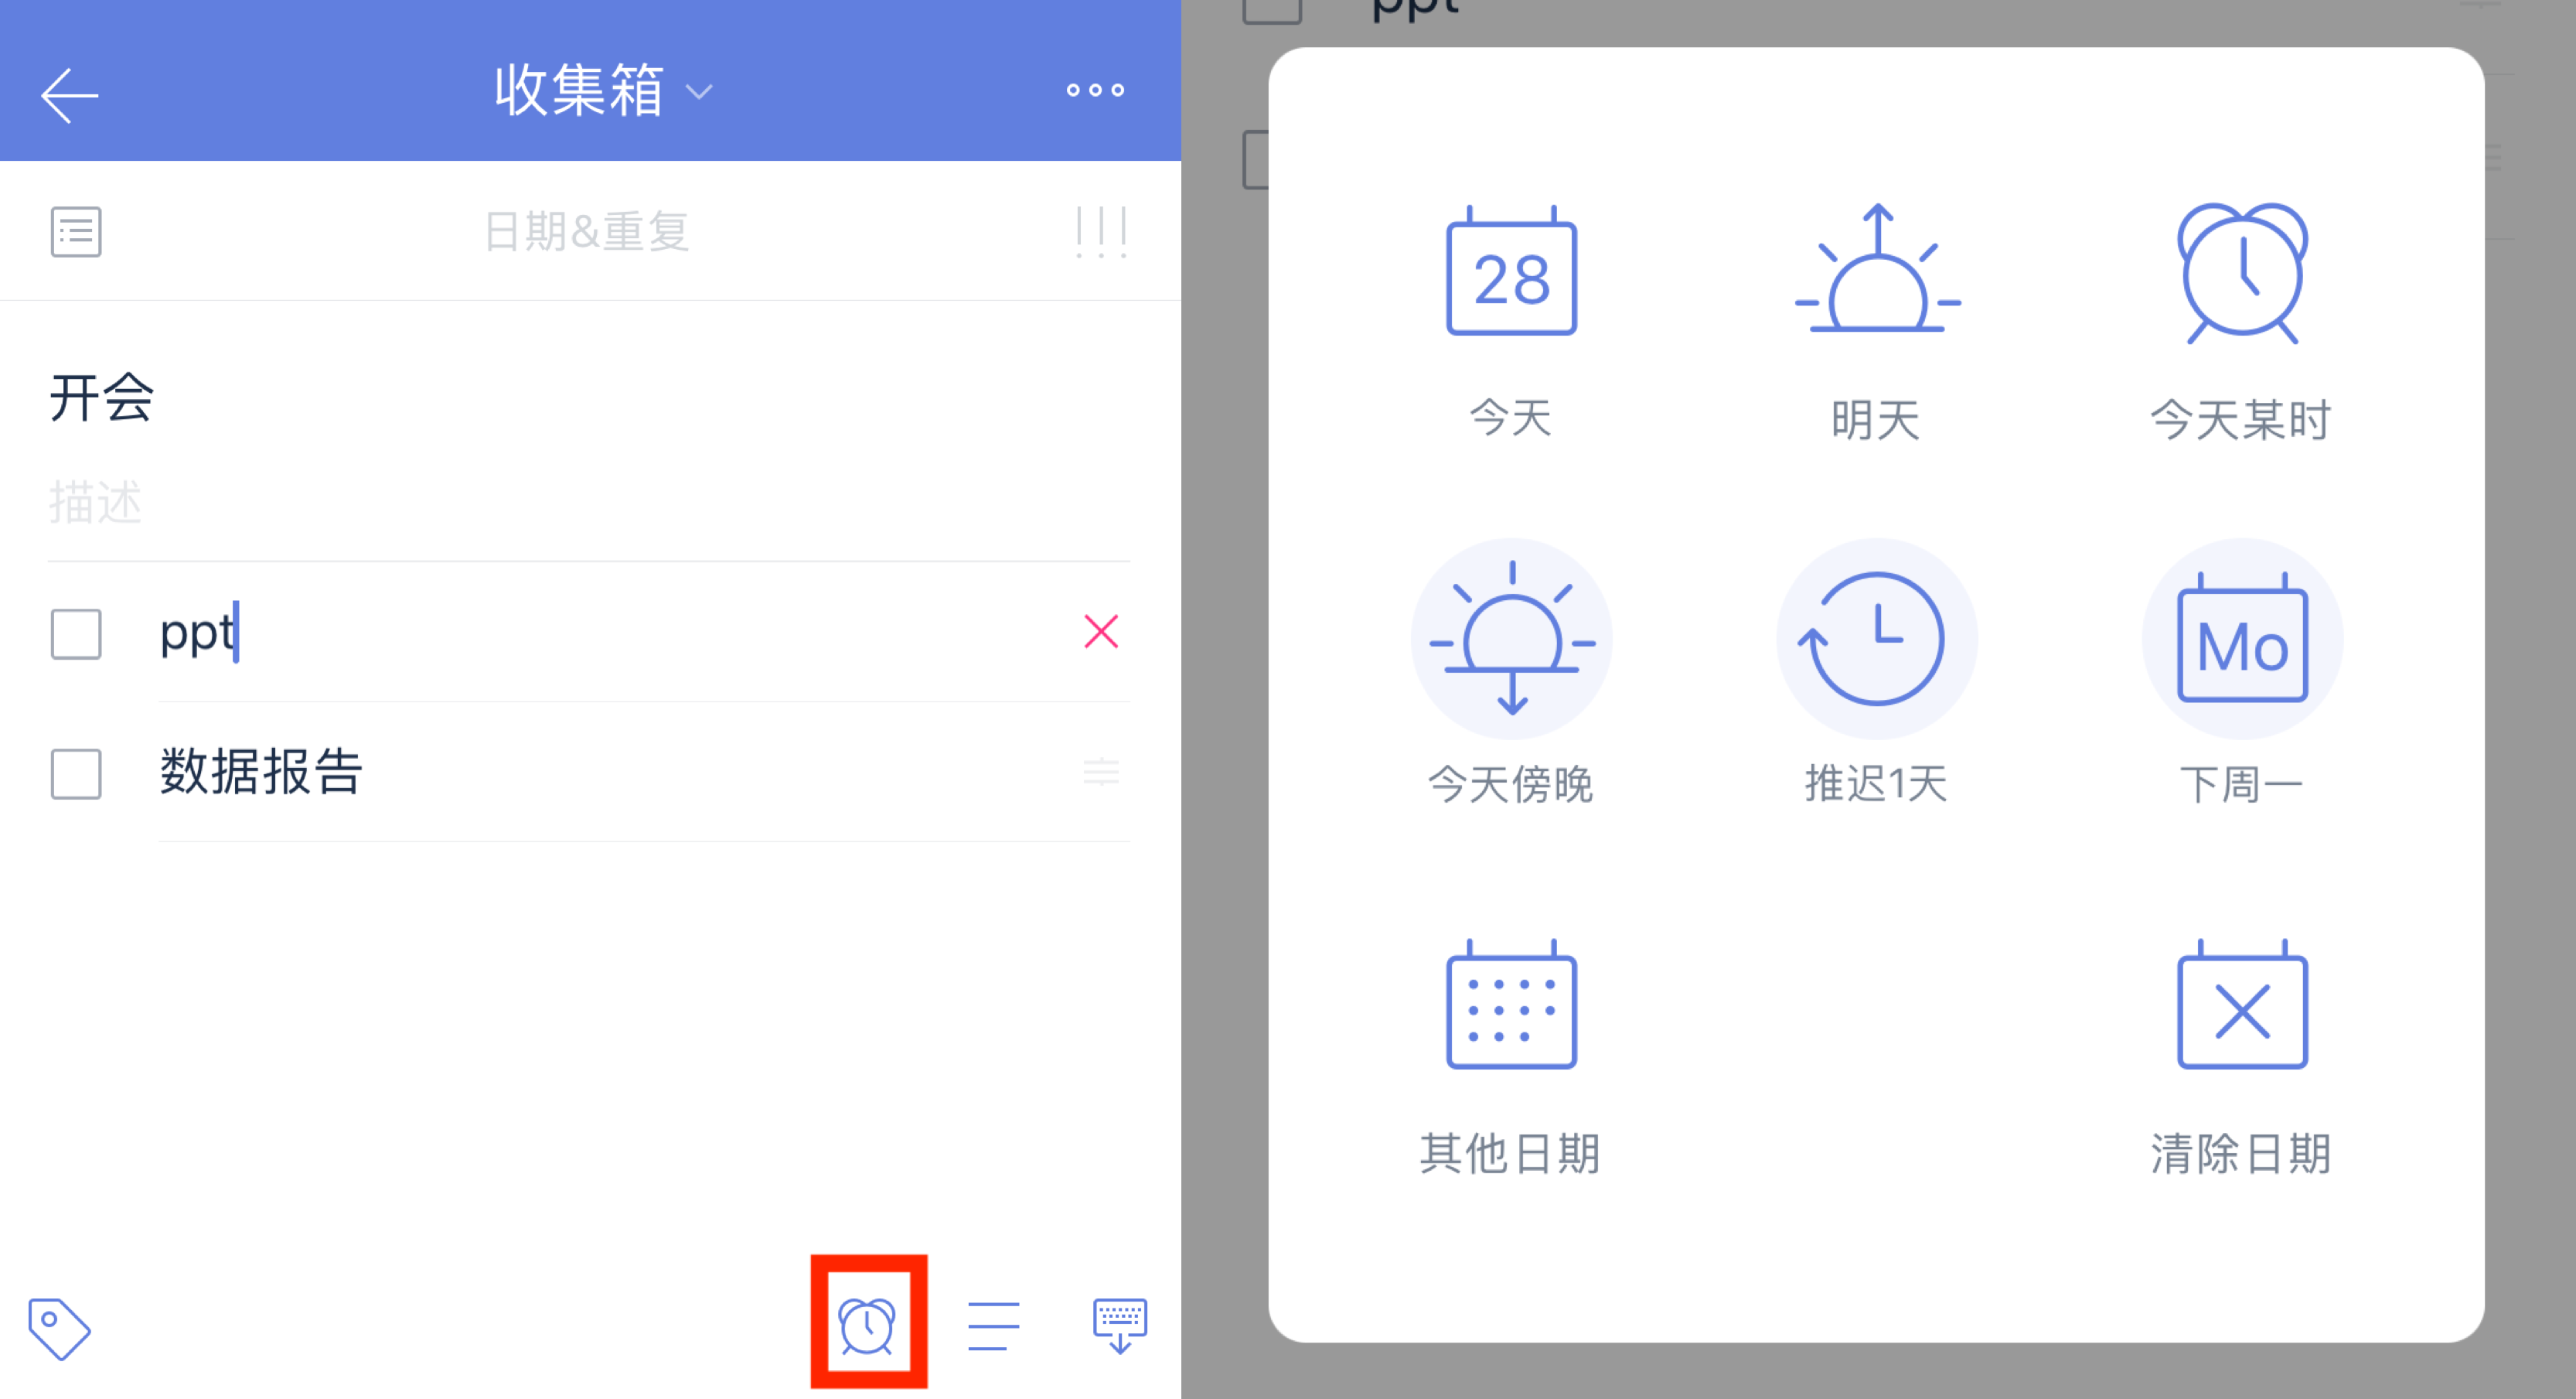 收集箱
日期&重复
开会
描述
ppt
数据报告
ppt
28
今天
明天
今天某时
Mo
今天傍晚
推迟1天
下周一
其他日期
清除日期